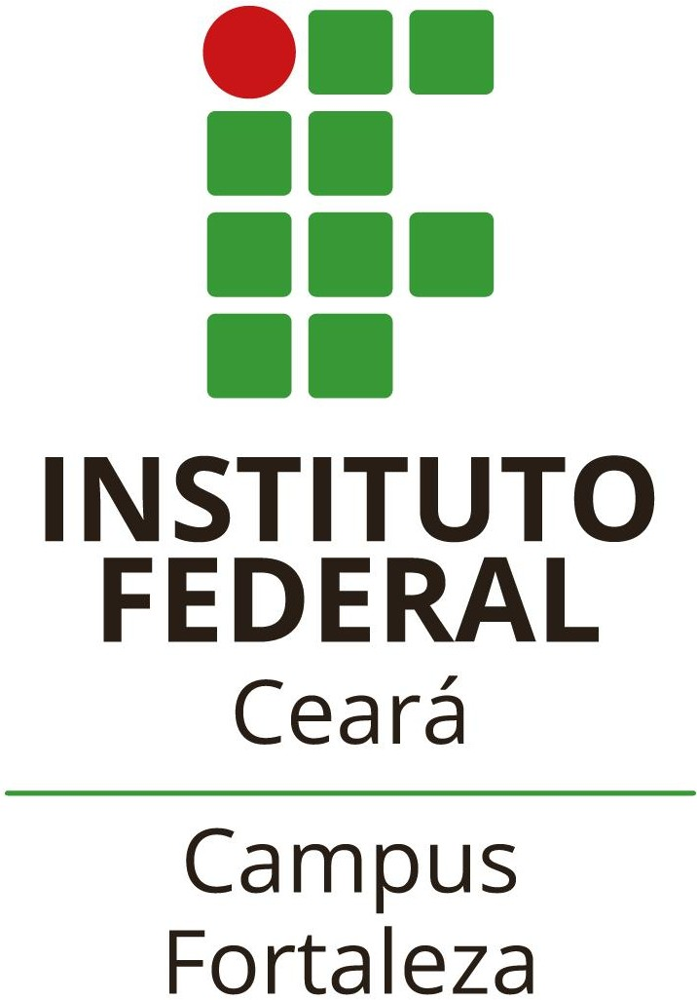 INSTITUTO
FEDERAL
Ceará
Campus
Fortaleza